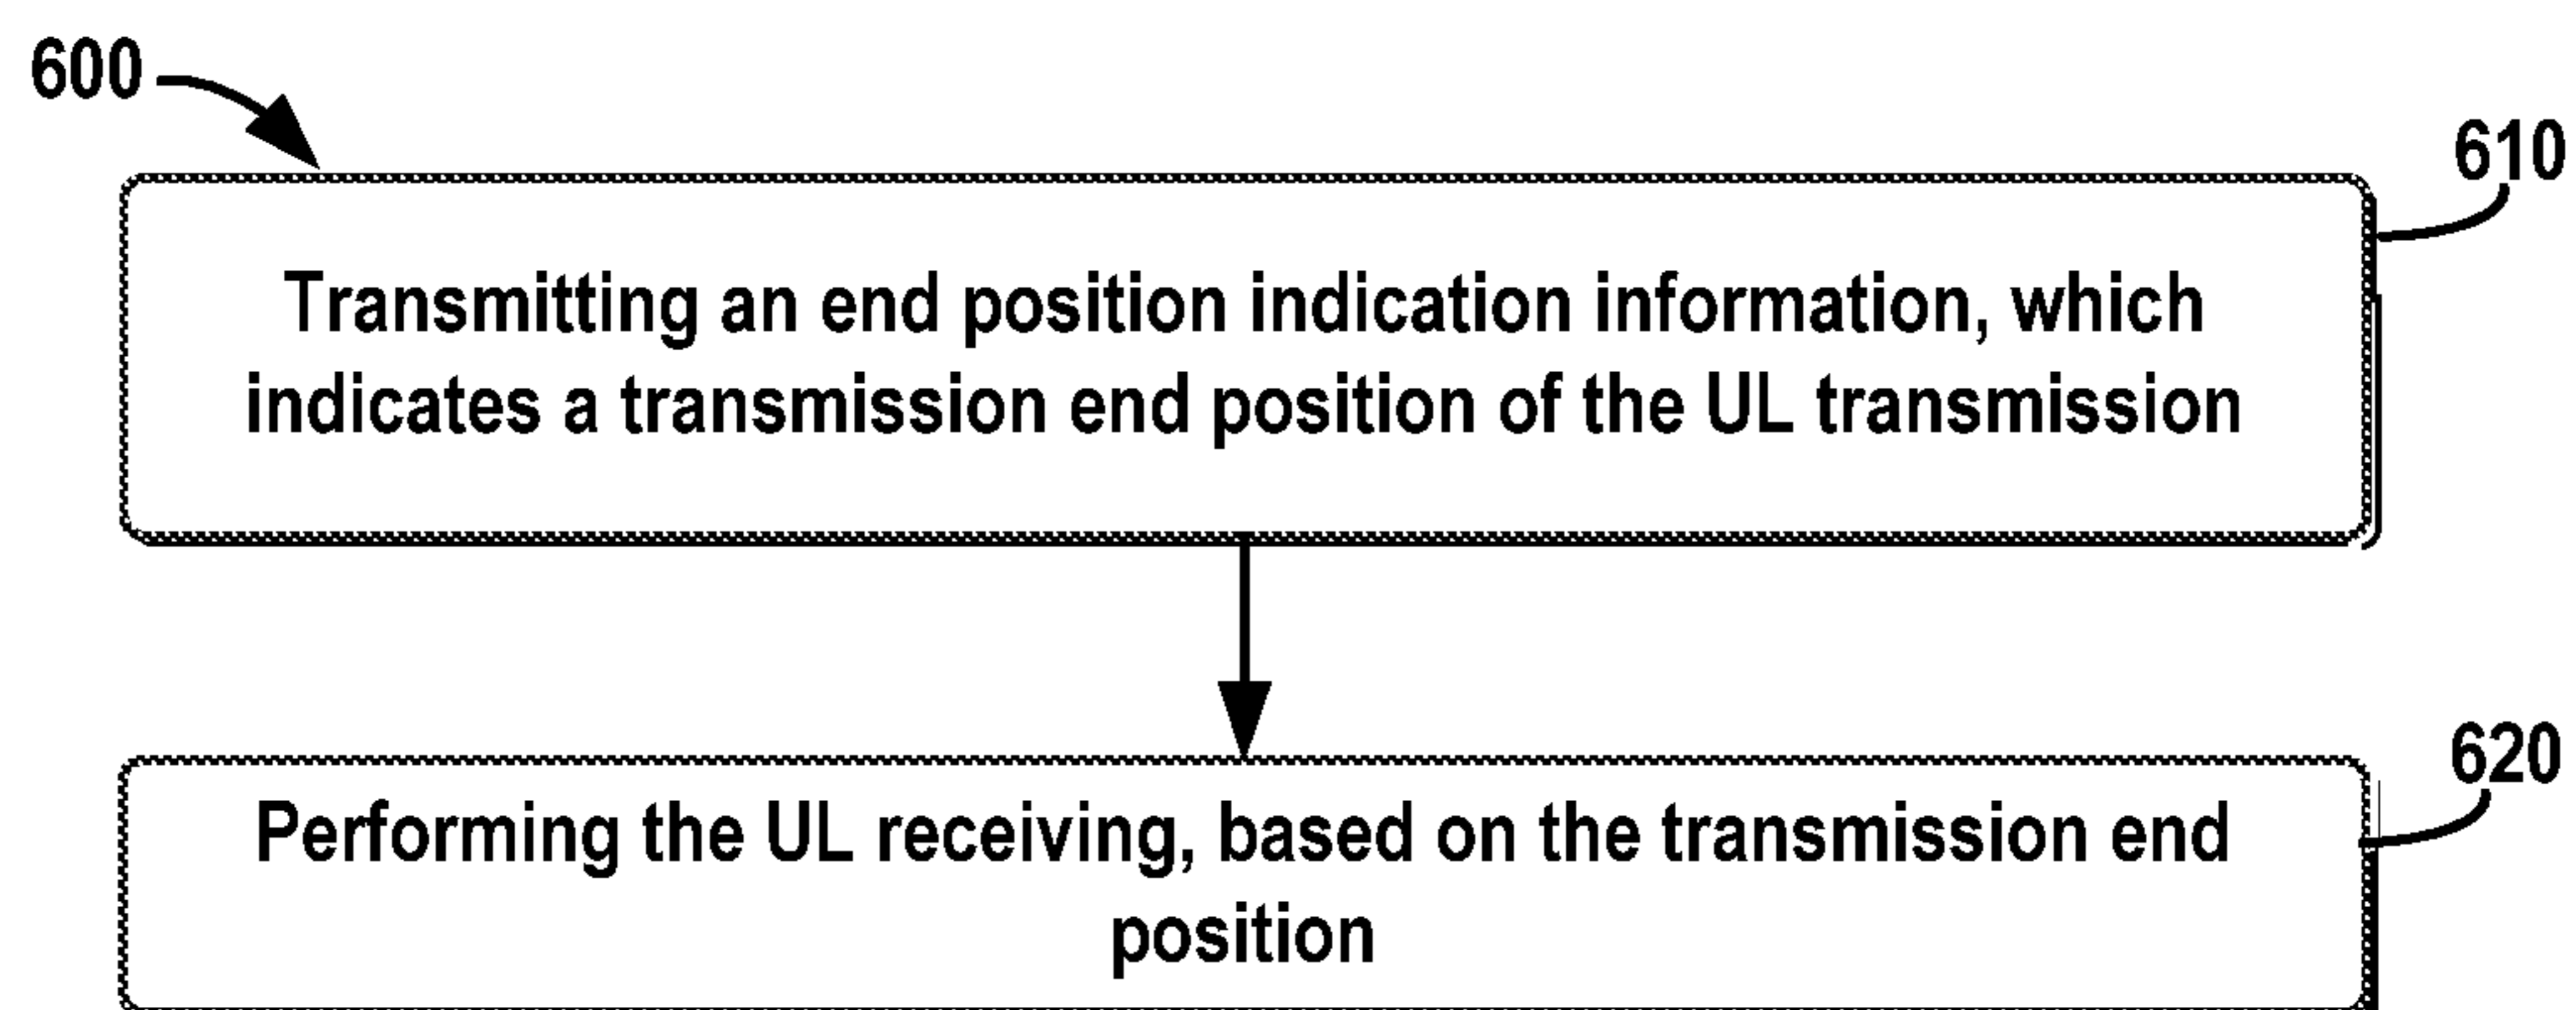 600
610
Transmitting an end position indication information, which
indicates a transmission end position of the UL transmission
620
Performing the UL receiving, based on the transmission end
position